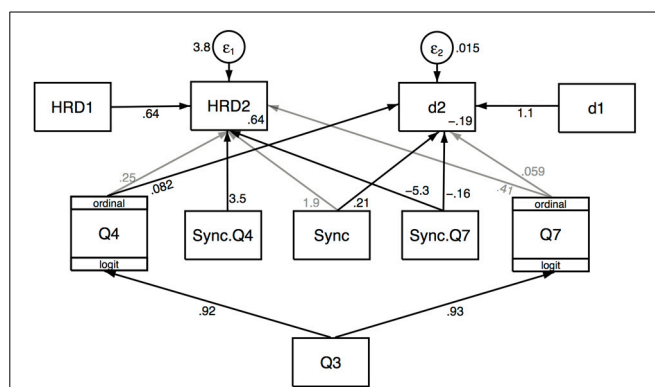 3.8
ε1
ε2
.015
HRD1
.64
HRD2
.64
d2
-.19
1.1
d1
.25
.082
3.5
1.9
.21
-5.3
-.16
.41
.059
ordinal
Q4
logit
Sync.Q4
Sync
Sync.Q7
ordinal
Q7
logit
.92
.93
Q3